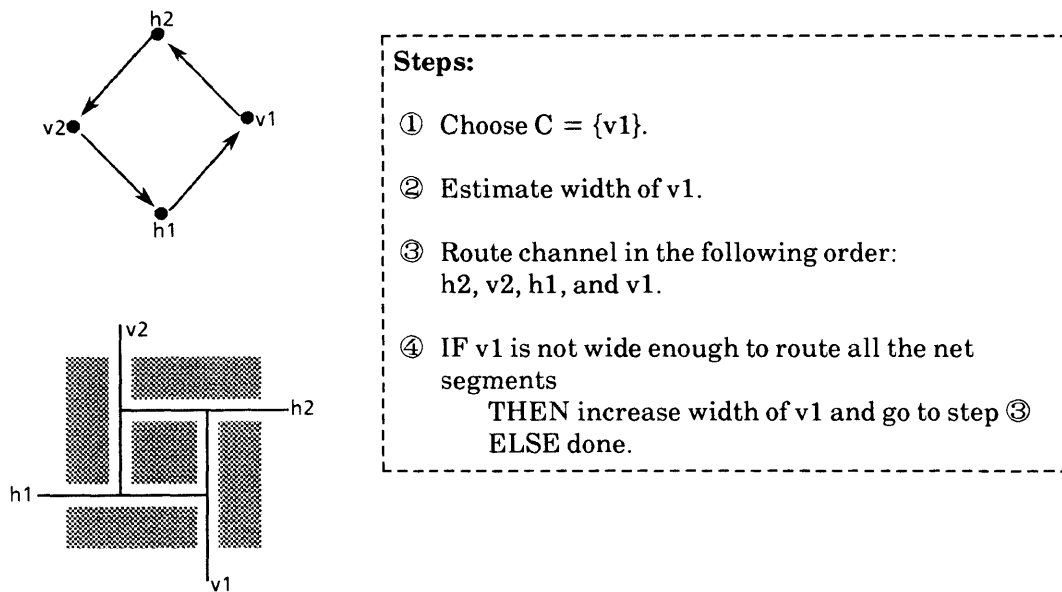 h2
v2
v1
h1
v2
h2
h1
v1
Steps:
① Choose C = {v1}.
② Estimate width of v1.
③ Route channel in the following order:
h2, v2, h1, and v1.
④ IF v1 is not wide enough to route all the net
segments
THEN increase width of v1 and go to step ③
ELSE done.